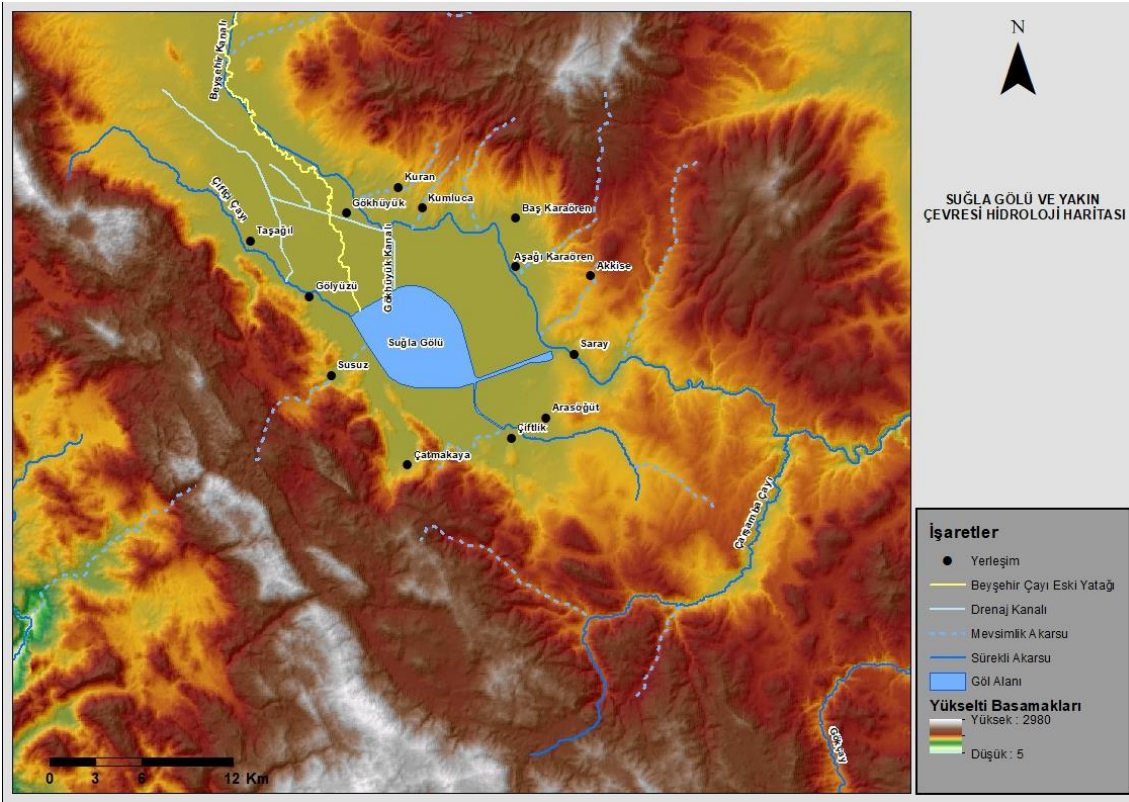 Beyşehir Kanalı
Kuran
Kumluca
Gökhüyük
Baş Karaören
Çiftçi Çayı
Taşağıl
Gökhüyük Kanalı
Aşağı Karaören
Akkise
Gölyüzü
Suğla Gölü
Saray
Susuz
Arasöğüt
Çiftlik
Çatmakaya
Çarşamba Çayı
Gökçay
0 3 6 12 Km
N
SUĞLA GÖLÜ VE YAKIN
ÇEVRESİ HİDROLOJİ HARİTASI
İşaretler
Yerleşim
Beyşehir Çayı Eski Yatağı
Drenaj Kanalı
Mevsimlik Akarsu
Sürekli Akarsu
Göl Alanı
Yükselti Basamakları
Yüksek : 2980
Düşük : 5